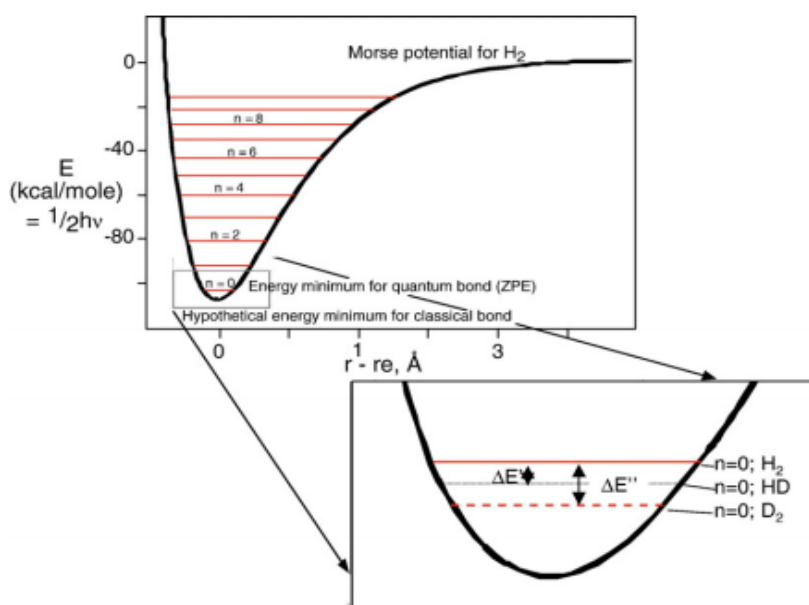 Morse potential for H2
0
-40
-80
E
(kcal/mole)
= 1/2hν
n = 8
n = 6
n = 4
n = 2
n = 0
Energy minimum for quantum bond (ZPE)
Hypothetical energy minimum for classical bond
0 1 3
r - re, Å
ΔE'
ΔE''
n=0; H2
n=0; HD
n=0; D2